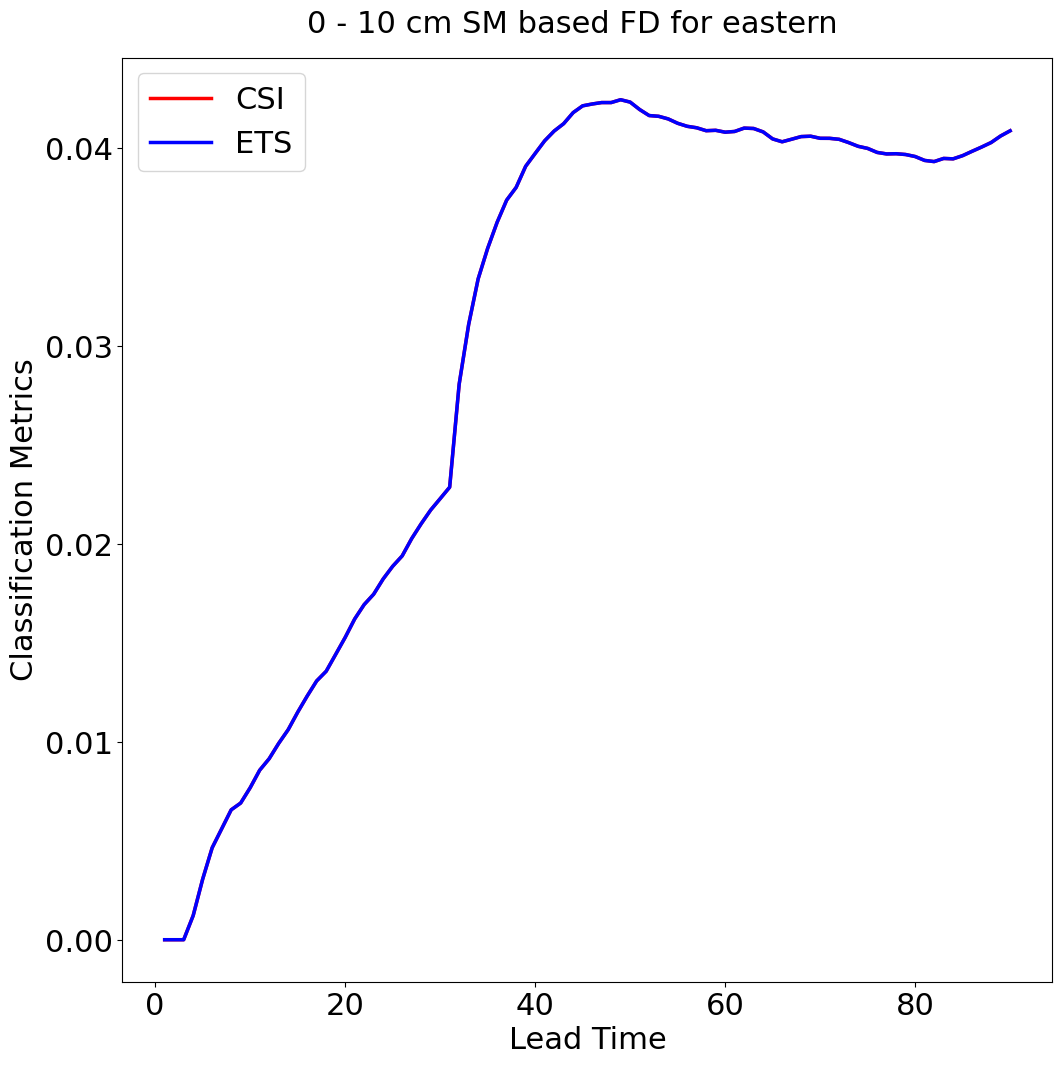 0 - 10 cm SM based FD for eastern
CSI
ETS
Classification Metrics
0.04
0.03
0.02
0.01
0.00
0 20 40 60 80
Lead Time